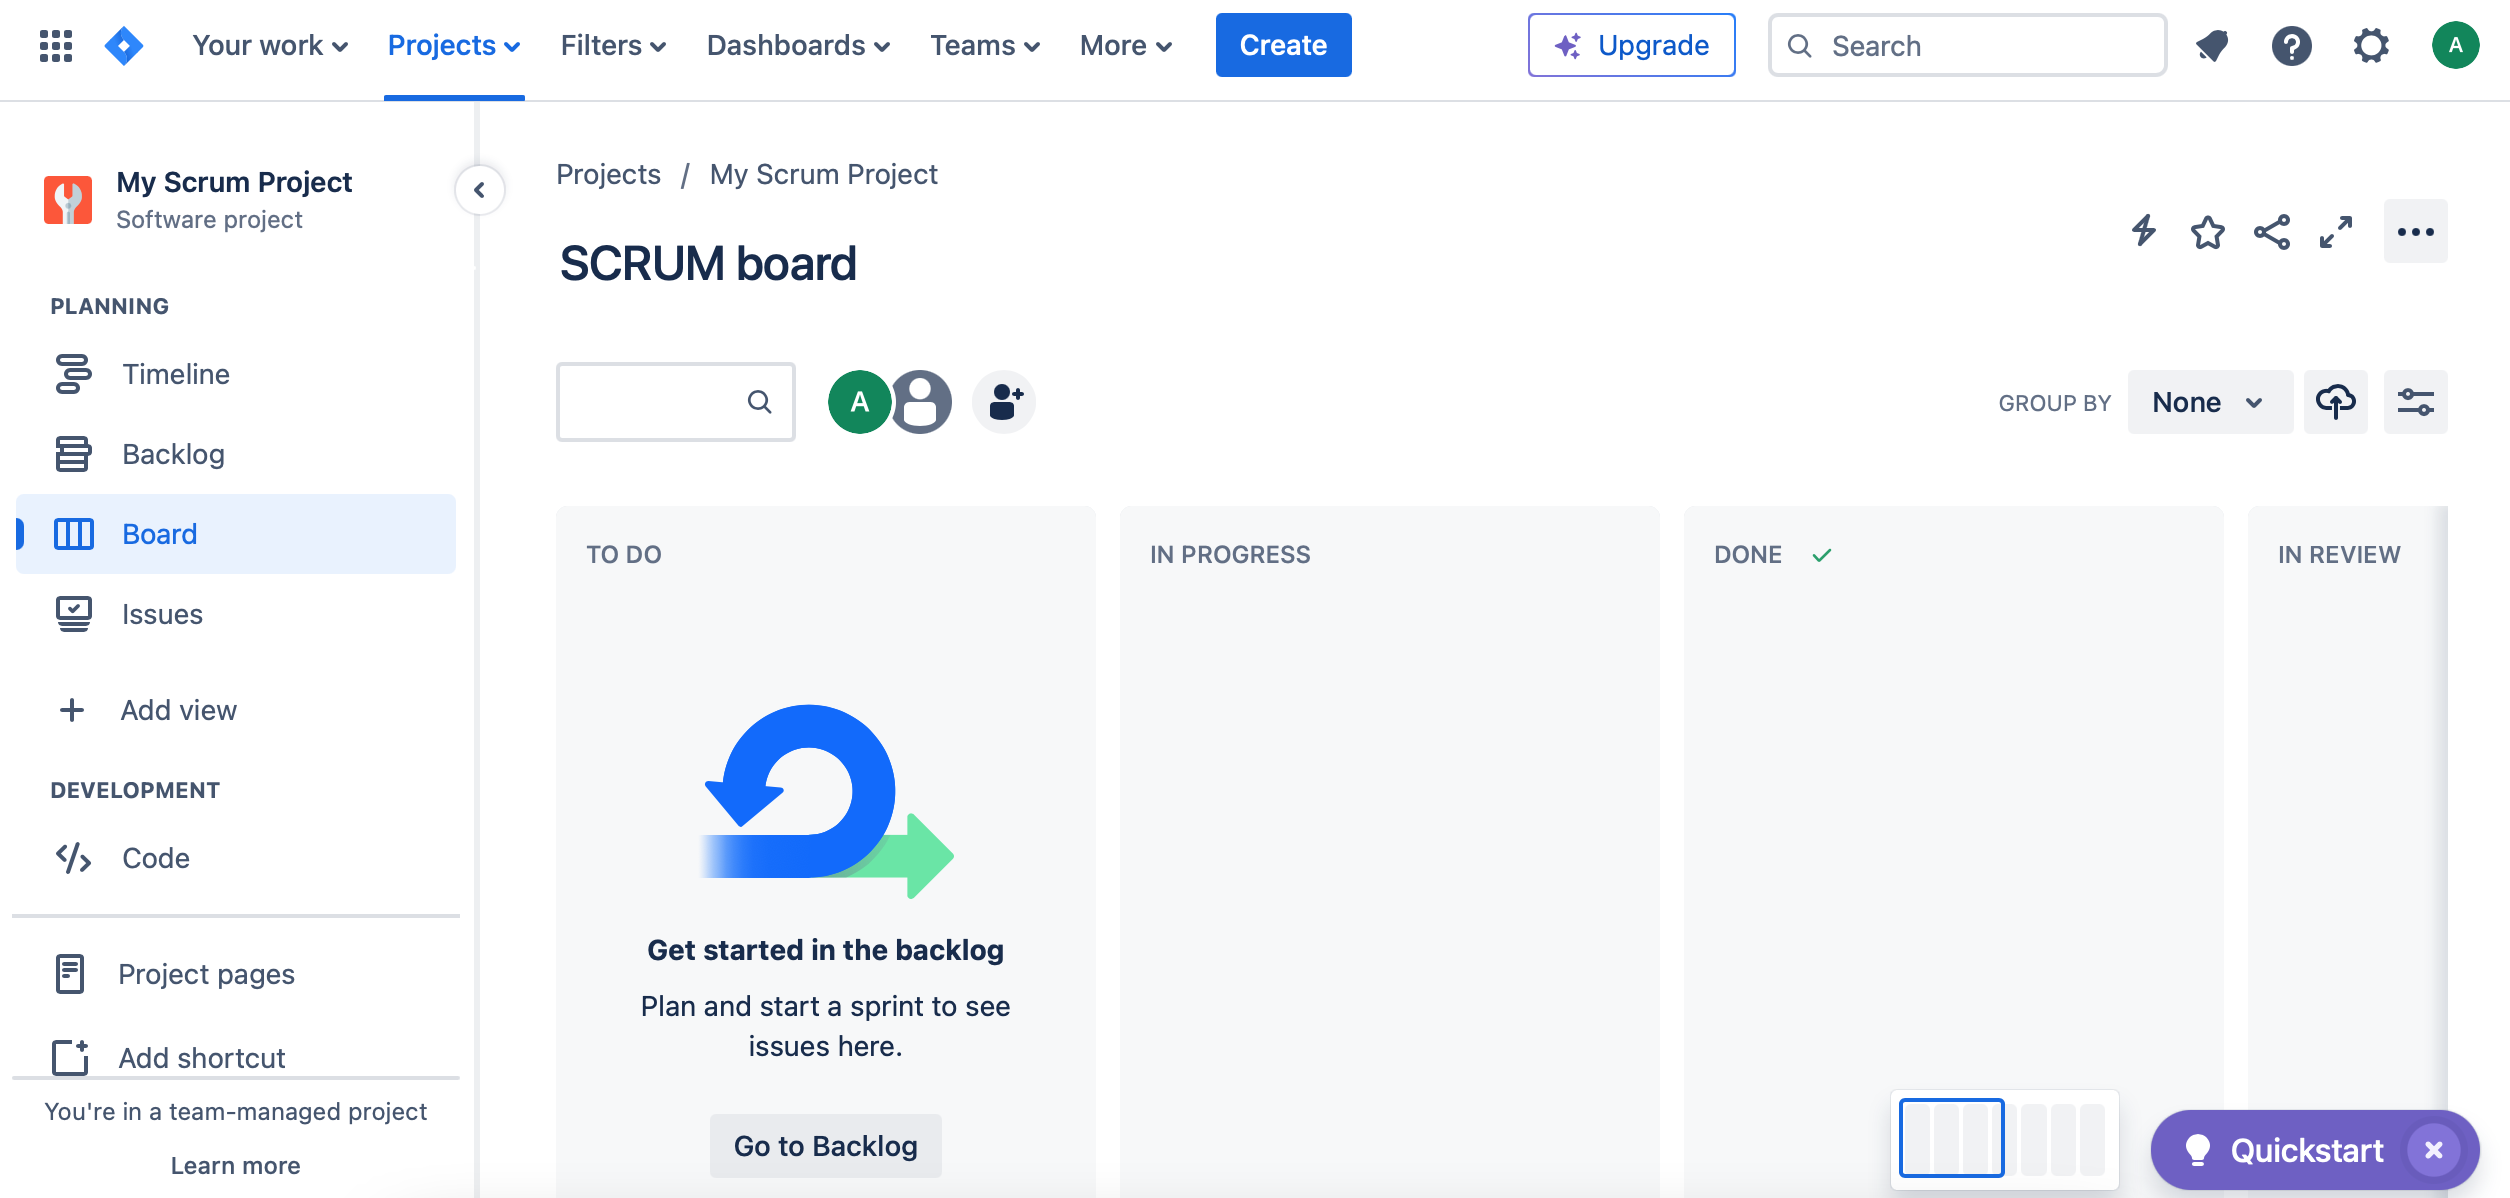 Your work
Projects
Filters
Dashboards
Teams
More
Create
Upgrade
Search
A
My Scrum Project
Software project
PLANNING
Timeline
Backlog
Board
Issues
Add view
DEVELOPMENT
Code
Project pages
Add shortcut
You're in a team-managed project
Learn more
Projects / My Scrum Project
SCRUM board
A
GROUP BY
None
TO DO
IN PROGRESS
DONE
IN REVIEW
Get started in the backlog
Plan and start a sprint to see
issues here.
Go to Backlog
Quickstart